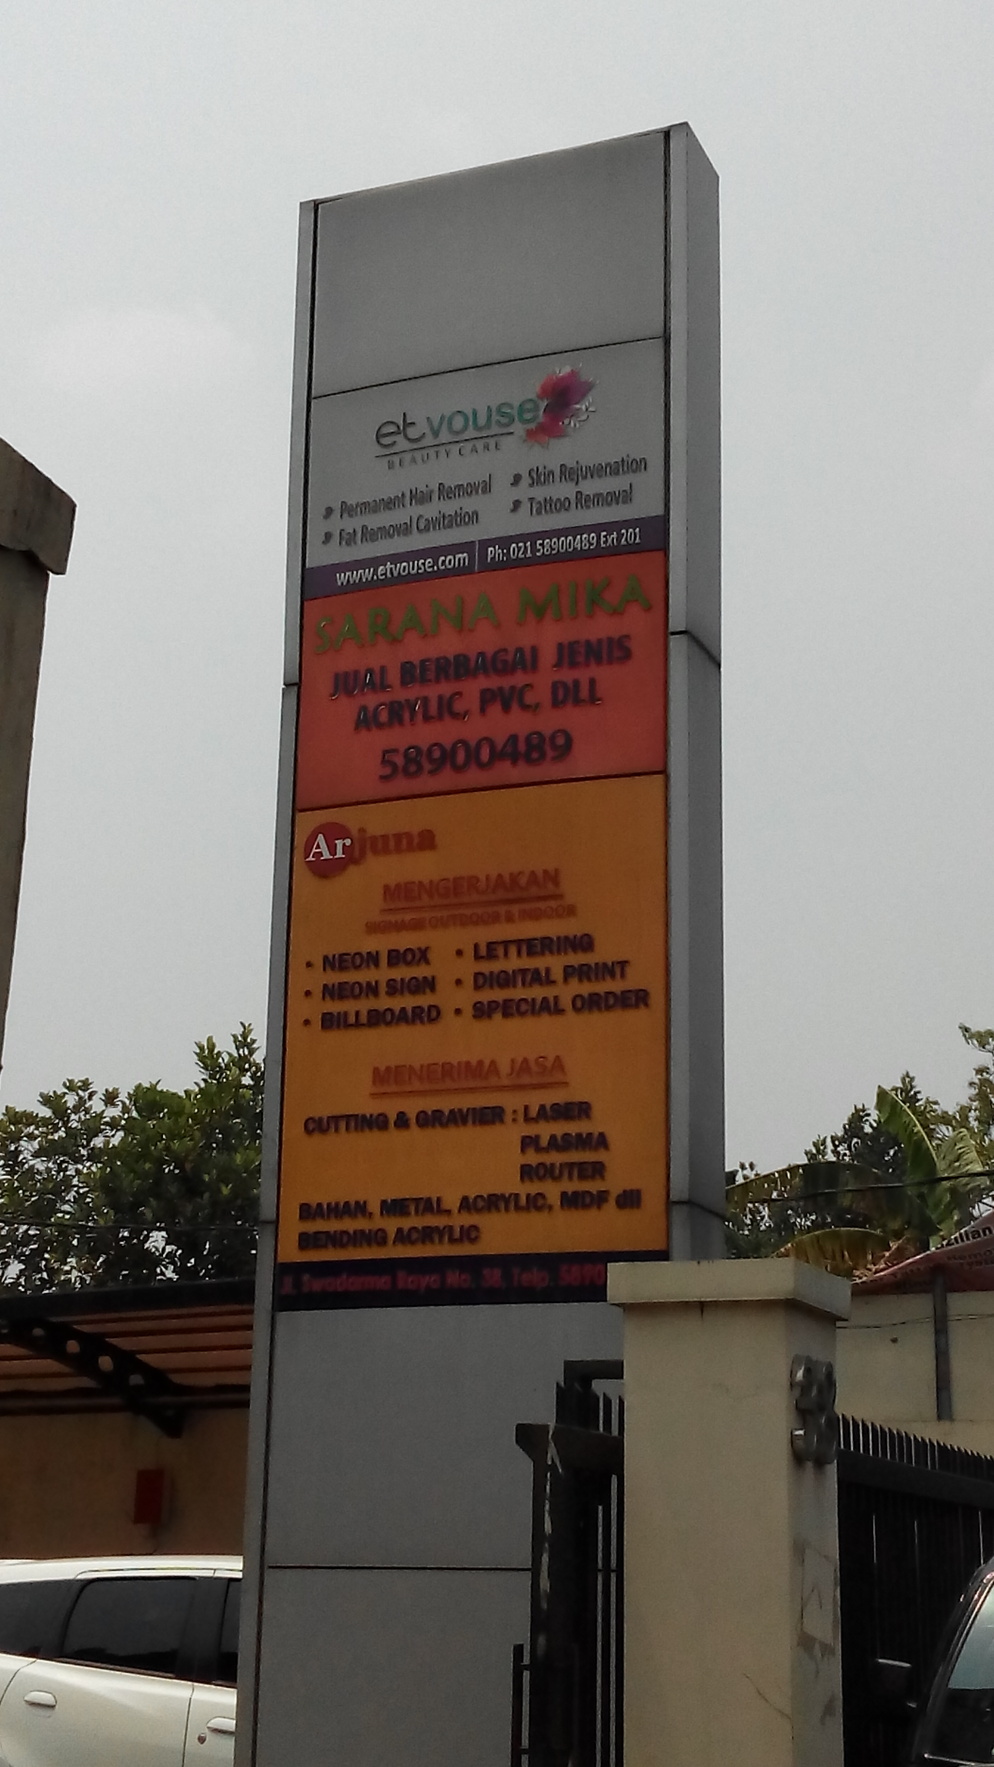 etvouse
BEAUTY CARE
Permanent Hair Removal
Fat Removal Cavitation
Skin Rejuvenation
Tattoo Removal
www.etvouse.com
Ph: 021 58900489 Ext 201
SARANA MIKA
JUAL BERBAGAI JENIS
ACRYLIC, PVC, DLL
58900489
Arjuna
MENGERJAKAN
SIGNAGE OUTDOOR & INDOOR
• NEON BOX
• NEON SIGN
• BILLBOARD
• LETTERING
• DIGITAL PRINT
• SPECIAL ORDER
MENERIMA JASA
CUTTING & GRAVIER : LASER
PLASMA
ROUTER
BAHAN, METAL, ACRYLIC, MDF dll
BENDING ACRYLIC
Jl. Swadarma Raya No. 38, Telp. 5890